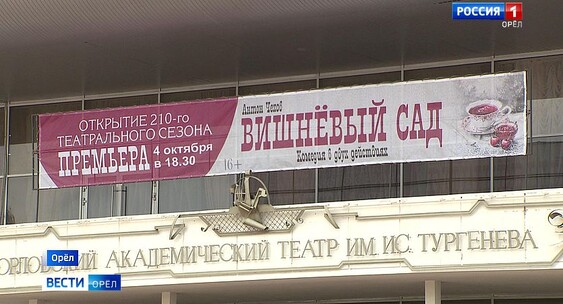 РОССИЯ 1
ОРЁЛ
ОТКРЫТИЕ 210-го
ТЕАТРАЛЬНОГО СЕЗОНА
ПРЕМЬЕРА 4 октября
в 18.30
16+
Антон Чехов
ВИШНЁВЫЙ САД
Комедия в двух действиях
ОРЛОВСКИЙ АКАДЕМИЧЕСКИЙ ТЕАТР ИМ. И.С. ТУРГЕНЕВА
Орёл
ВЕСТИ ОРЁЛ